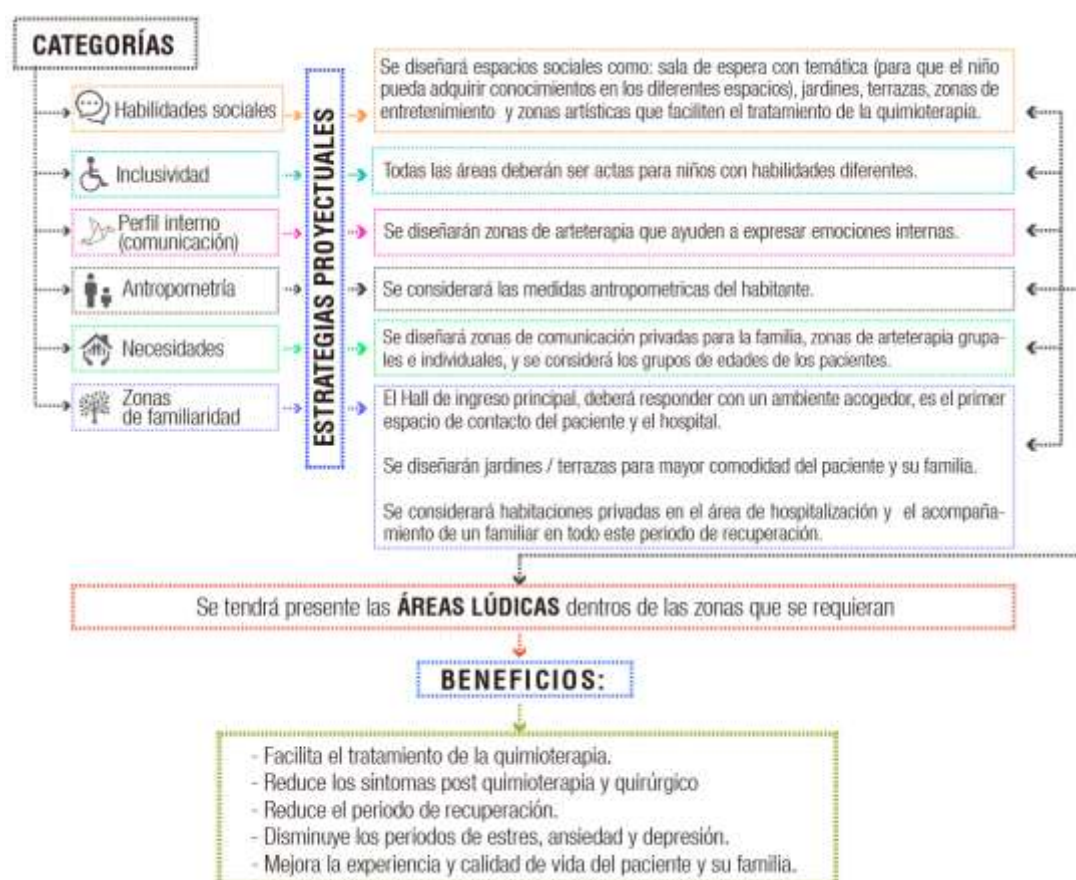 CATEGORÍAS
Habilidades sociales
Inclusividad
Perfil interno
(comunicación)
Antropometría
Necesidades
Zonas
de familiaridad
ESTRATEGIAS PROYECTUALES
Se diseñará espacios sociales como: sala de espera con temática (para que el niño
pueda adquirir conocimientos en los diferentes espacios), jardines, terrazas, zonas de
entretenimiento y zonas artísticas que faciliten el tratamiento de la quimioterapia.
Todas las áreas deberán ser actas para niños con habilidades diferentes.
Se diseñarán zonas de arteterapia que ayuden a expresar emociones internas.
Se considerará las medidas antropometricas del habitante.
Se diseñará zonas de comunicación privadas para la família, zonas de arteterapia grupa-
les e individuales, y se considerá los grupos de edades de los pacientes.
El Hall de ingreso principal, deberá responder con un ambiente acogedor, es el primer
espacio de contacto del paciente y el hospital.
Se diseñarán jardines / terrazas para mayor comodidad del paciente y su familia.
Se considerará habitaciones privadas en el área de hospitalización y el acompaña-
miento de un familiar en todo este periodo de recuperación.
Se tendrá presente las ÁREAS LÚDICAS dentro de las zonas que se requieran
BENEFICIOS:
- Facilita el tratamiento de la quimioterapia.
- Reduce los síntomas post quimioterapia y quirúrgico
- Reduce el periodo de recuperación.
- Disminuye los periodos de estres, ansiedad y depresión.
- Mejora la experiencia y calidad de vida del paciente y su familia.